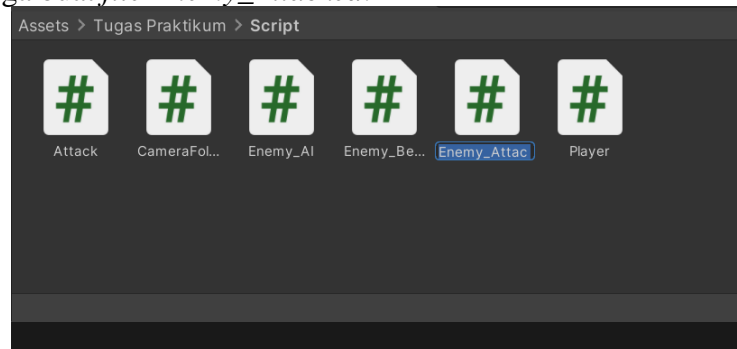 Assets > Tugas Praktikum > Script
Attack
CameraFol...
Enemy_AI
Enemy_Be...
Enemy_Attac
Player